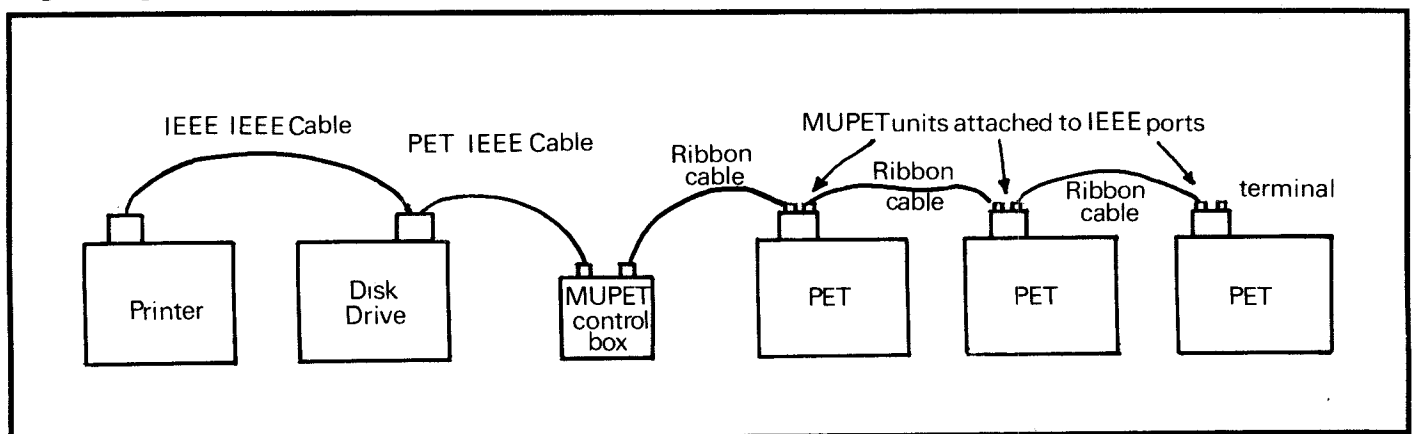 IEEE IEEE Cable
PET IEEE Cable
Ribbon
cable
MUPET units attached to IEEE ports
Ribbon
cable
Ribbon
cable
terminal
Printer
Disk
Drive
MUPET
control
box
PET
PET
PET